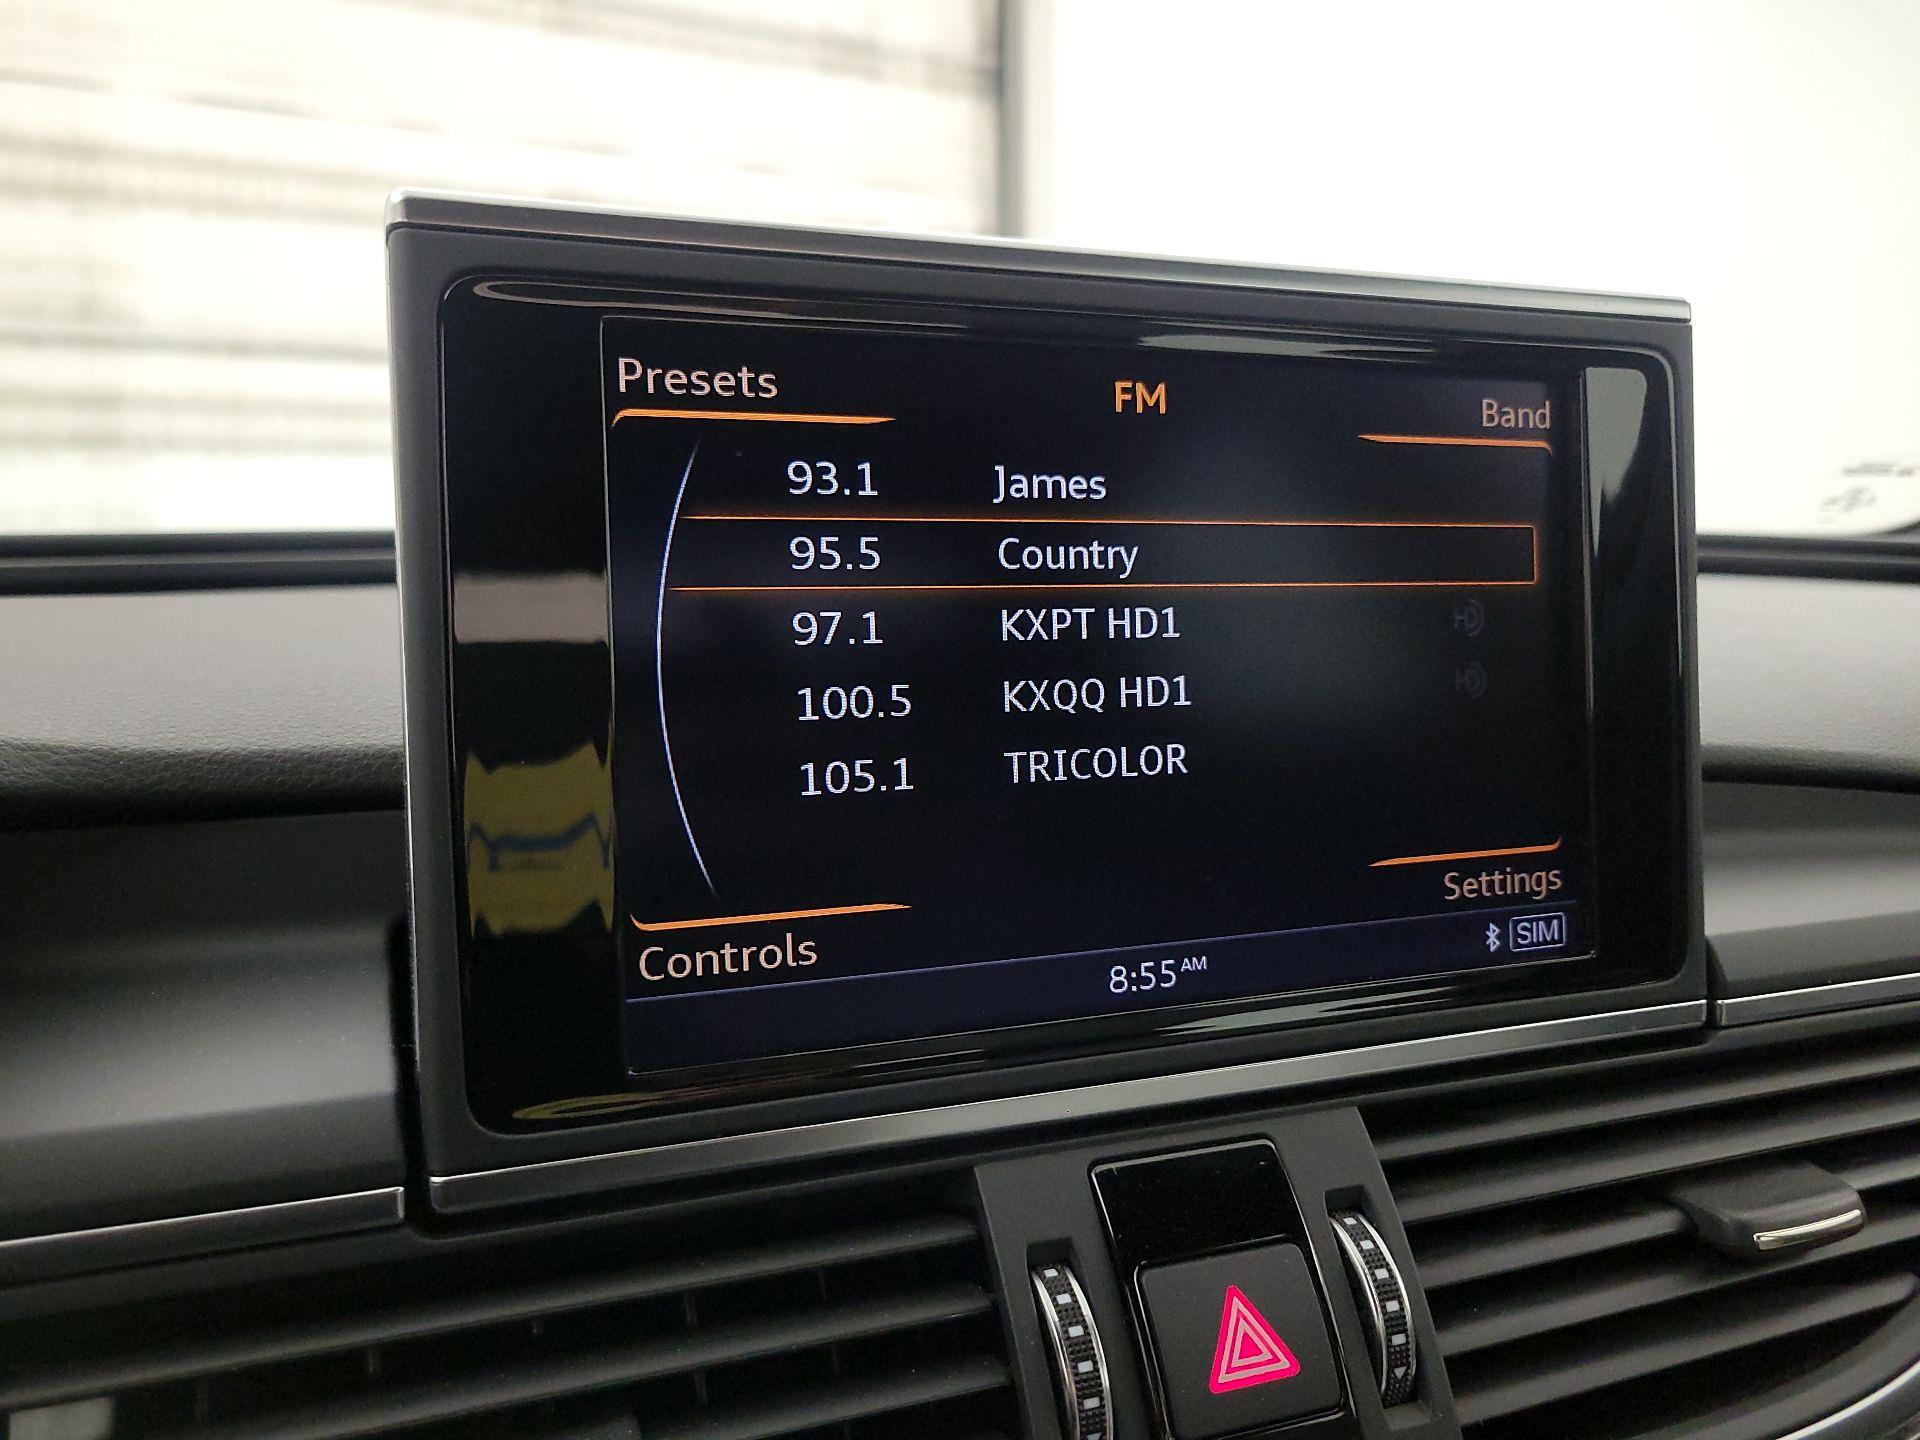 Presets
FM
Band
93.1 James
95.5 Country
97.1 KXPT HD1
100.5 KXQQ HD1
105.1 TRICOLOR
Settings
Controls
SIM
8:55 AM